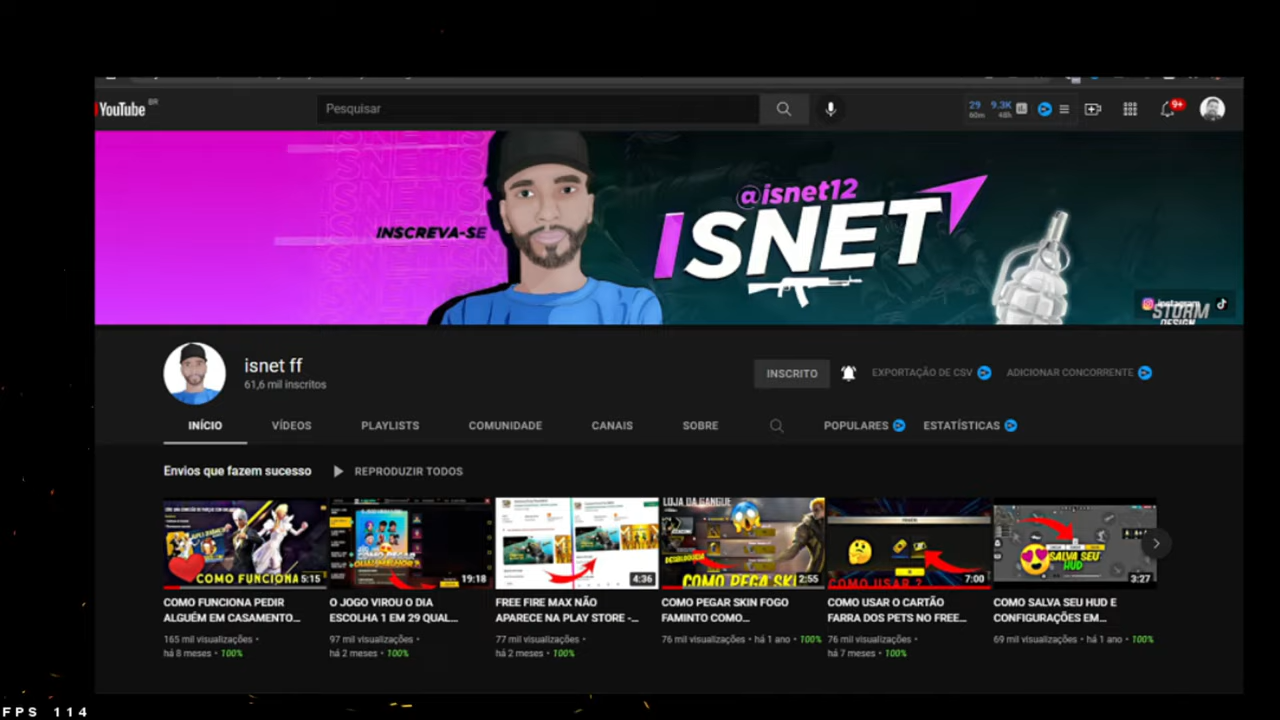 YouTube BR
Pesquisar
29 9.3K
60m 48h
9+
@isnet12
INSCREVA-SE
ISNET
instagram
STORM
DESIGN
isnet ff
61,6 mil inscritos
INSCRITO
EXPORTAÇÃO DE CSV
ADICIONAR CONCORRENTE
INÍCIO VÍDEOS PLAYLISTS COMUNIDADE CANAIS SOBRE POPULARES ESTATÍSTICAS
Envios que fazem sucesso REPRODUZIR TODOS
COMO FUNCIONA 5:15
19:18
4:36
LOJA DA GANGUE
COMO PEGA SKI 2:55
COMO USAR ? 7:00
SALVA SEU
HUD
3:27
COMO FUNCIONA PEDIR
ALGUÉM EM CASAMENTO...
165 mil visualizações •
há 8 meses • 100%
O JOGO VIROU O DIA
ESCOLHA 1 EM 29 QUAL...
97 mil visualizações •
há 2 meses • 100%
FREE FIRE MAX NÃO
APARECE NA PLAY STORE -...
77 mil visualizações •
há 2 meses • 100%
COMO PEGAR SKIN FOGO
FAMINTO COMO...
76 mil visualizações • há 1 ano • 100%
COMO USAR O CARTÃO
FARRA DOS PETS NO FREE...
76 mil visualizações •
há 7 meses • 100%
COMO SALVA SEU HUD E
CONFIGURAÇÕES EM...
69 mil visualizações • há 1 ano • 100%
FPS 114